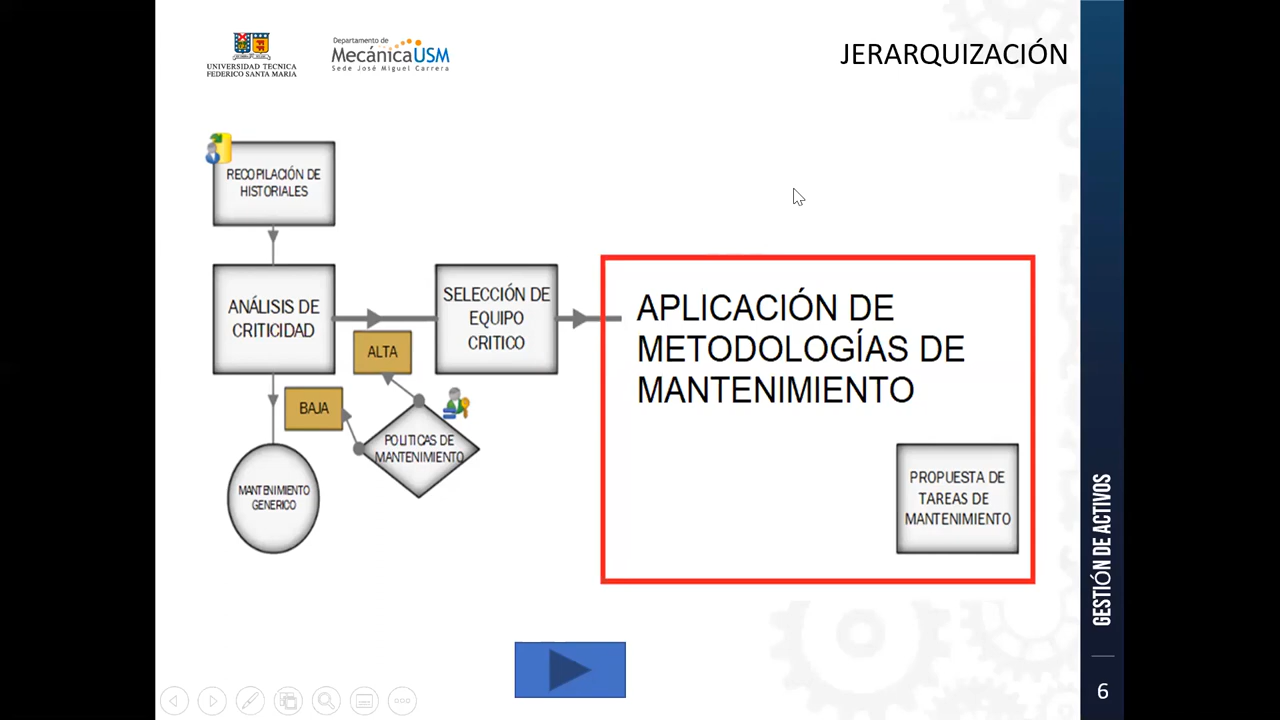 UNIVERSIDAD TECNICA
FEDERICO SANTA MARIA
Departamento de
MecánicaUSM
Sede José Miguel Carrera
JERARQUIZACIÓN
RECOPILACIÓN DE
HISTORIALES
ANÁLISIS DE
CRITICIDAD
SELECCIÓN DE
EQUIPO
CRITICO
ALTA
BAJA
POLITICAS DE
MANTENIMIENTO
MANTENIMIENTO
GENERICO
APLICACIÓN DE
METODOLOGÍAS DE
MANTENIMIENTO
PROPUESTA DE
TAREAS DE
MANTENIMIENTO
GESTIÓN DE ACTIVOS
6